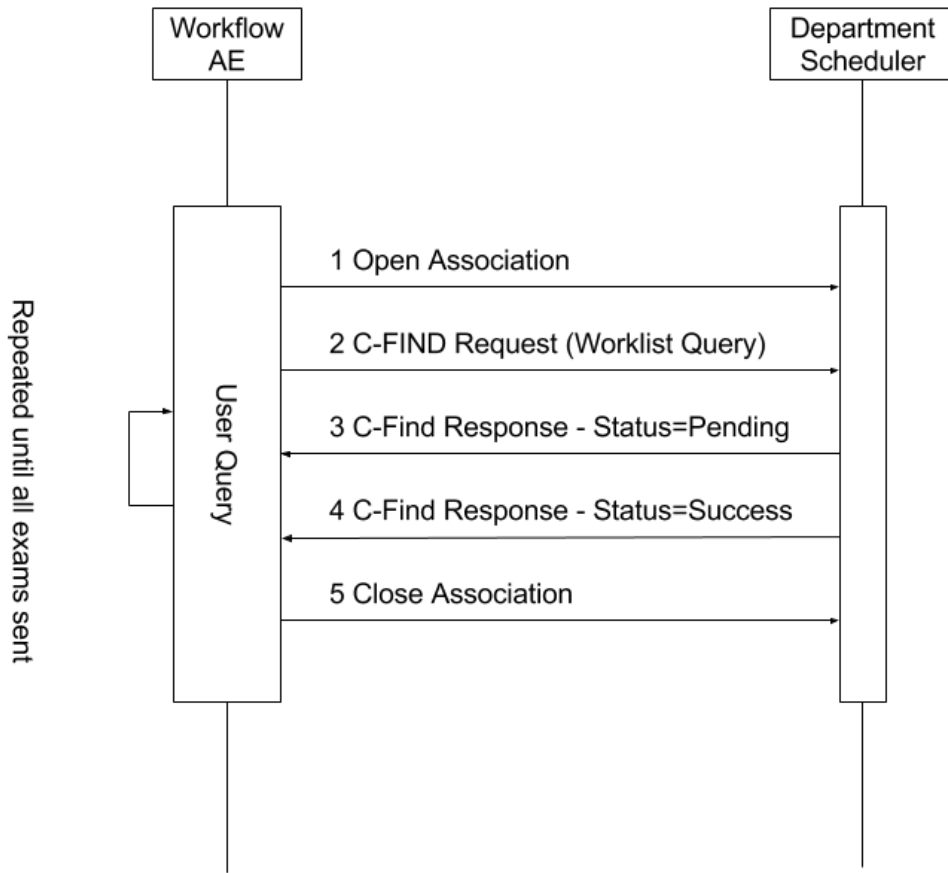 Workflow
AE
Department
Scheduler
1 Open Association
2 C-FIND Request (Worklist Query)
3 C-Find Response - Status=Pending
4 C-Find Response - Status=Success
5 Close Association
User Query
Repeated until all exams sent